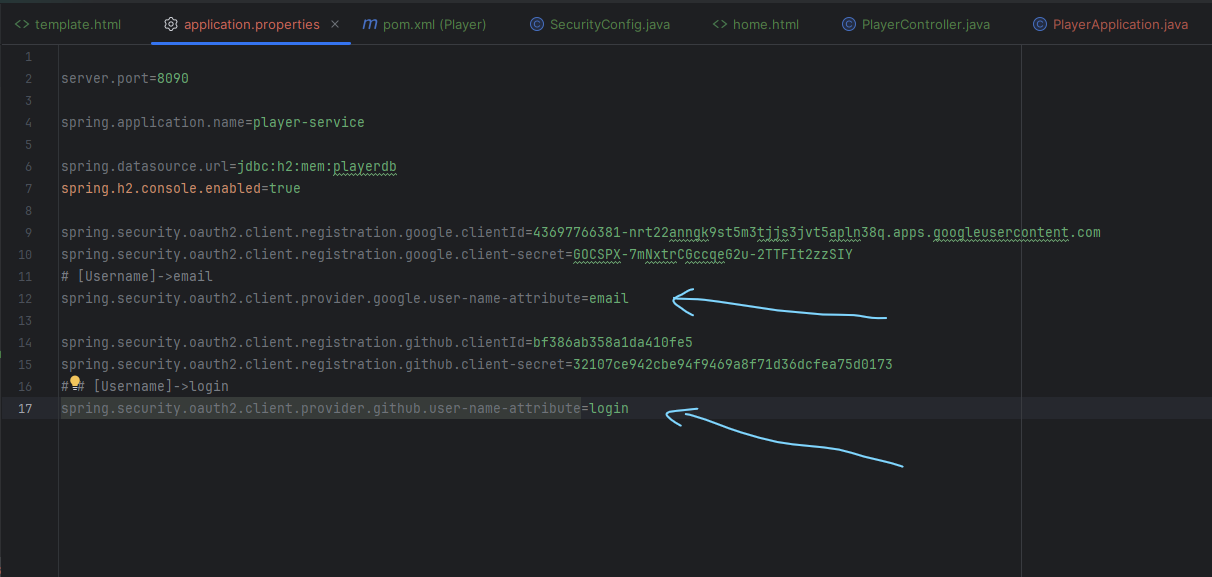 <> template.html application.properties × m pom.xml (Player) C SecurityConfig.java <> home.html C PlayerController.java C PlayerApplication.java
1
2 server.port=8090
3
4 spring.application.name=player-service
5
6 spring.datasource.url=jdbc:h2:mem:playerdb
7 spring.h2.console.enabled=true
8
9 spring.security.oauth2.client.registration.google.clientId=43697766381-nrt22anngk9st5m3tjjs3jvt5apln38q.apps.googleusercontent.com
10 spring.security.oauth2.client.registration.google.client-secret=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
11 # [Username]->email
12 spring.security.oauth2.client.provider.google.user-name-attribute=email
13
14 spring.security.oauth2.client.registration.github.clientId=bf386ab358a1da410fe5
15 spring.security.oauth2.client.registration.github.client-secret=32107ce942cbe94f9469a8f71d36dcfea75d0173
16 # # [Username]->login
17 spring.security.oauth2.client.provider.github.user-name-attribute=login